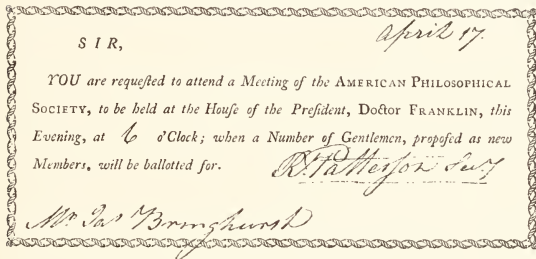 April 17.
SIR,
YOU are requeſted to attend a Meeting of the AMERICAN PHILOSOPHICAL
SOCIETY, to be held at the Houſe of the Preſident, DOCTOR FRANKLIN, this
Evening, at 6 o'Clock; when a Number of Gentlemen, propoſed as new
Members, will be ballotted for. R. Patterson Secy
Mr. Jas Bringhurst